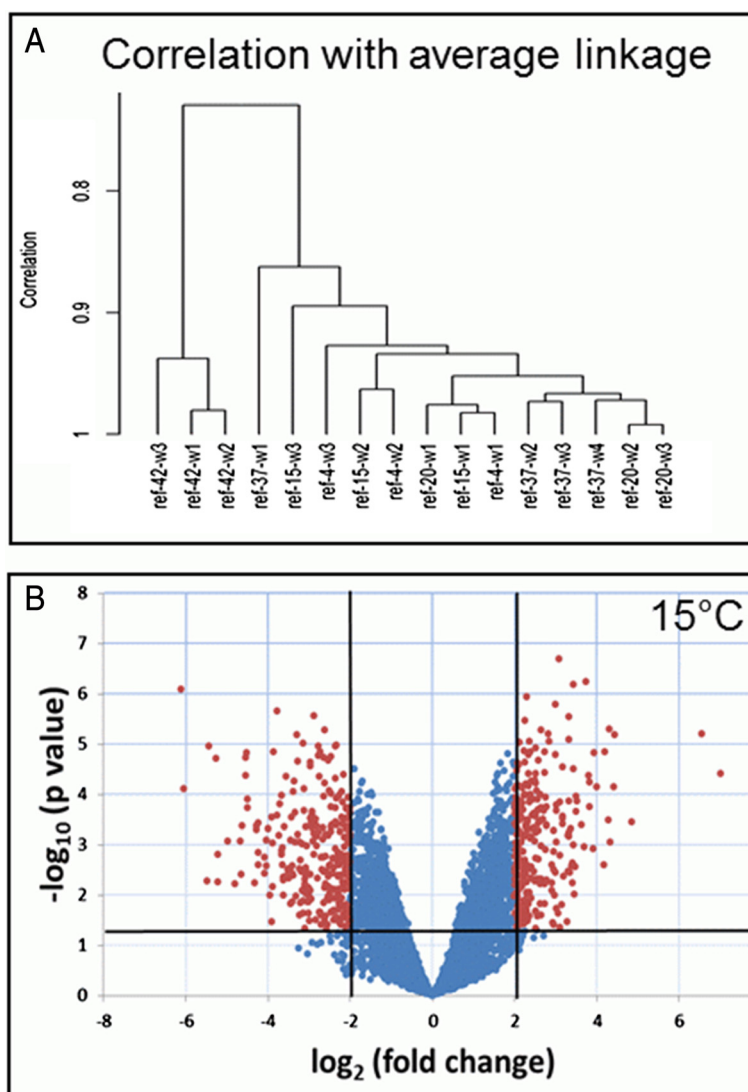 A
Correlation with average linkage
Correlation
0.8
0.9
1
ref-42-w3
ref-42-w1
ref-42-w2
ref-37-w1
ref-15-w3
ref-4-w3
ref-15-w2
ref-4-w2
ref-20-w1
ref-15-w1
ref-4-w1
ref-37-w2
ref-37-w3
ref-37-w4
ref-20-w2
ref-20-w3
B
15°C
-log10 (p value)
8
7
6
5
4
3
2
1
0
-8 -6 -4 -2 0 2 4 6
log2 (fold change)